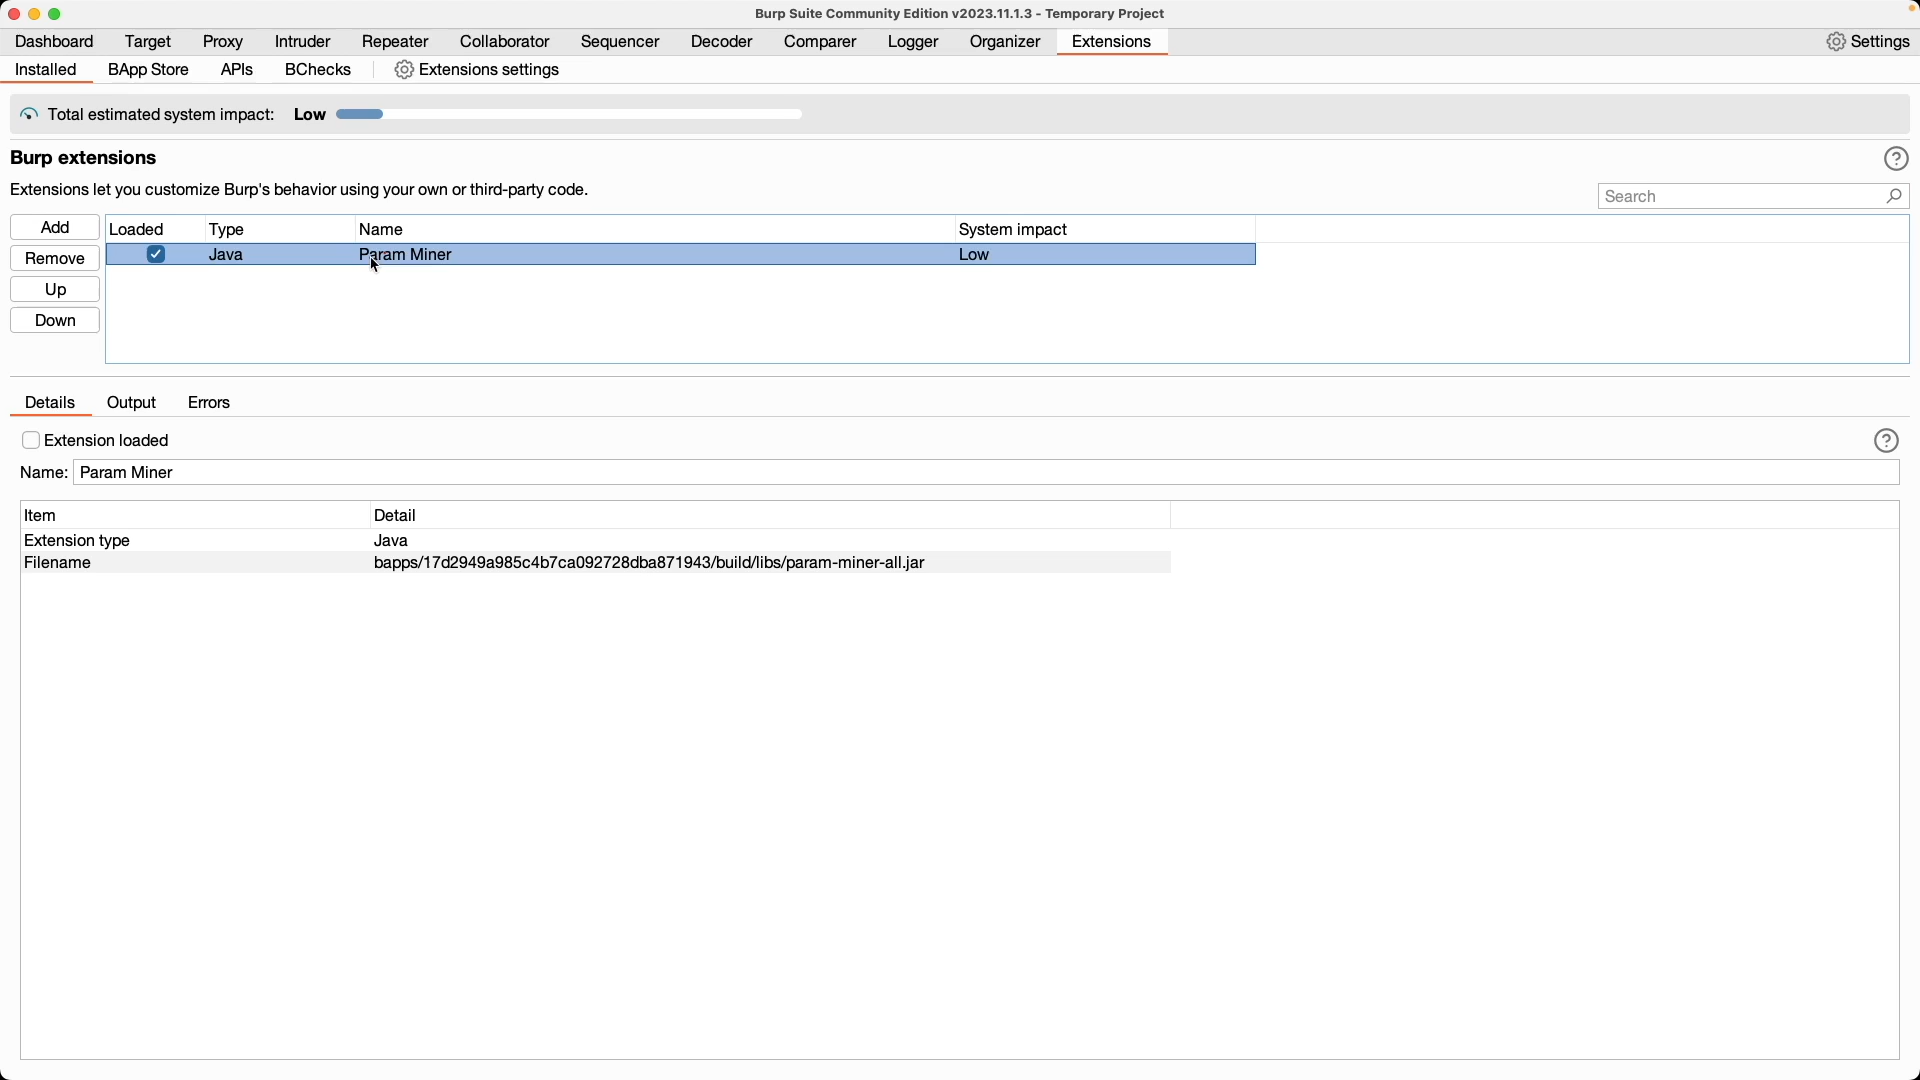 Burp Suite Community Edition v2023.11.1.3 - Temporary Project
Dashboard Target Proxy Intruder Repeater Collaborator Sequencer Decoder Comparer Logger Organizer Extensions Settings
Installed BApp Store APIs BChecks Extensions settings
Total estimated system impact: Low
Burp extensions
Extensions let you customize Burp's behavior using your own or third-party code.
Search
Add
Remove
Up
Down
Loaded Type Name System impact
Java Param Miner Low
Details Output Errors
Extension loaded
Name: Param Miner
Item Detail
Extension type Java
Filename bapps/17d2949a985c4b7ca092728dba871943/build/libs/param-miner-all.jar